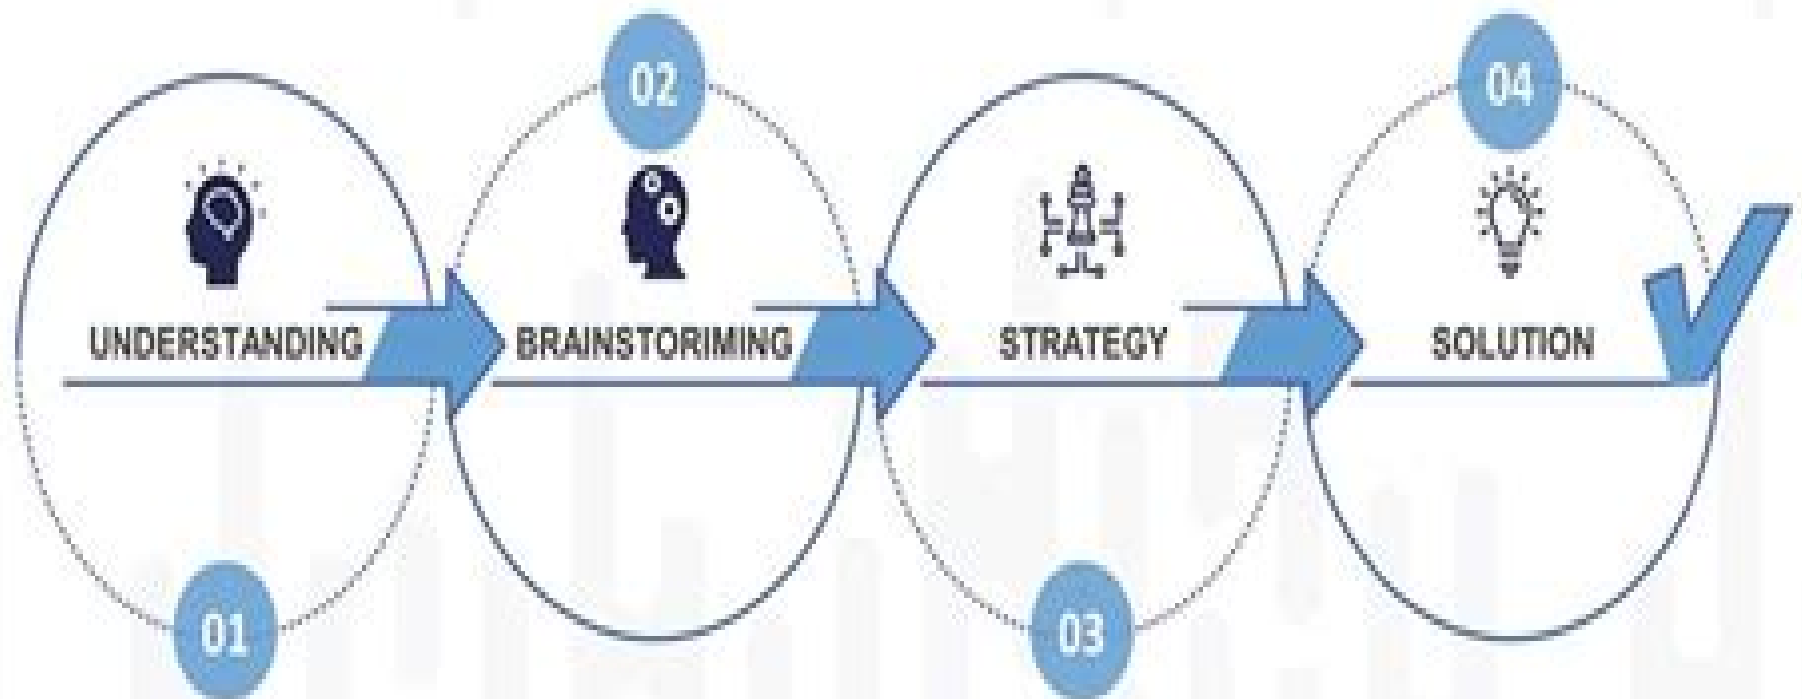 02
04
UNDERSTANDING
BRAINSTORIMING
STRATEGY
SOLUTION
01
03